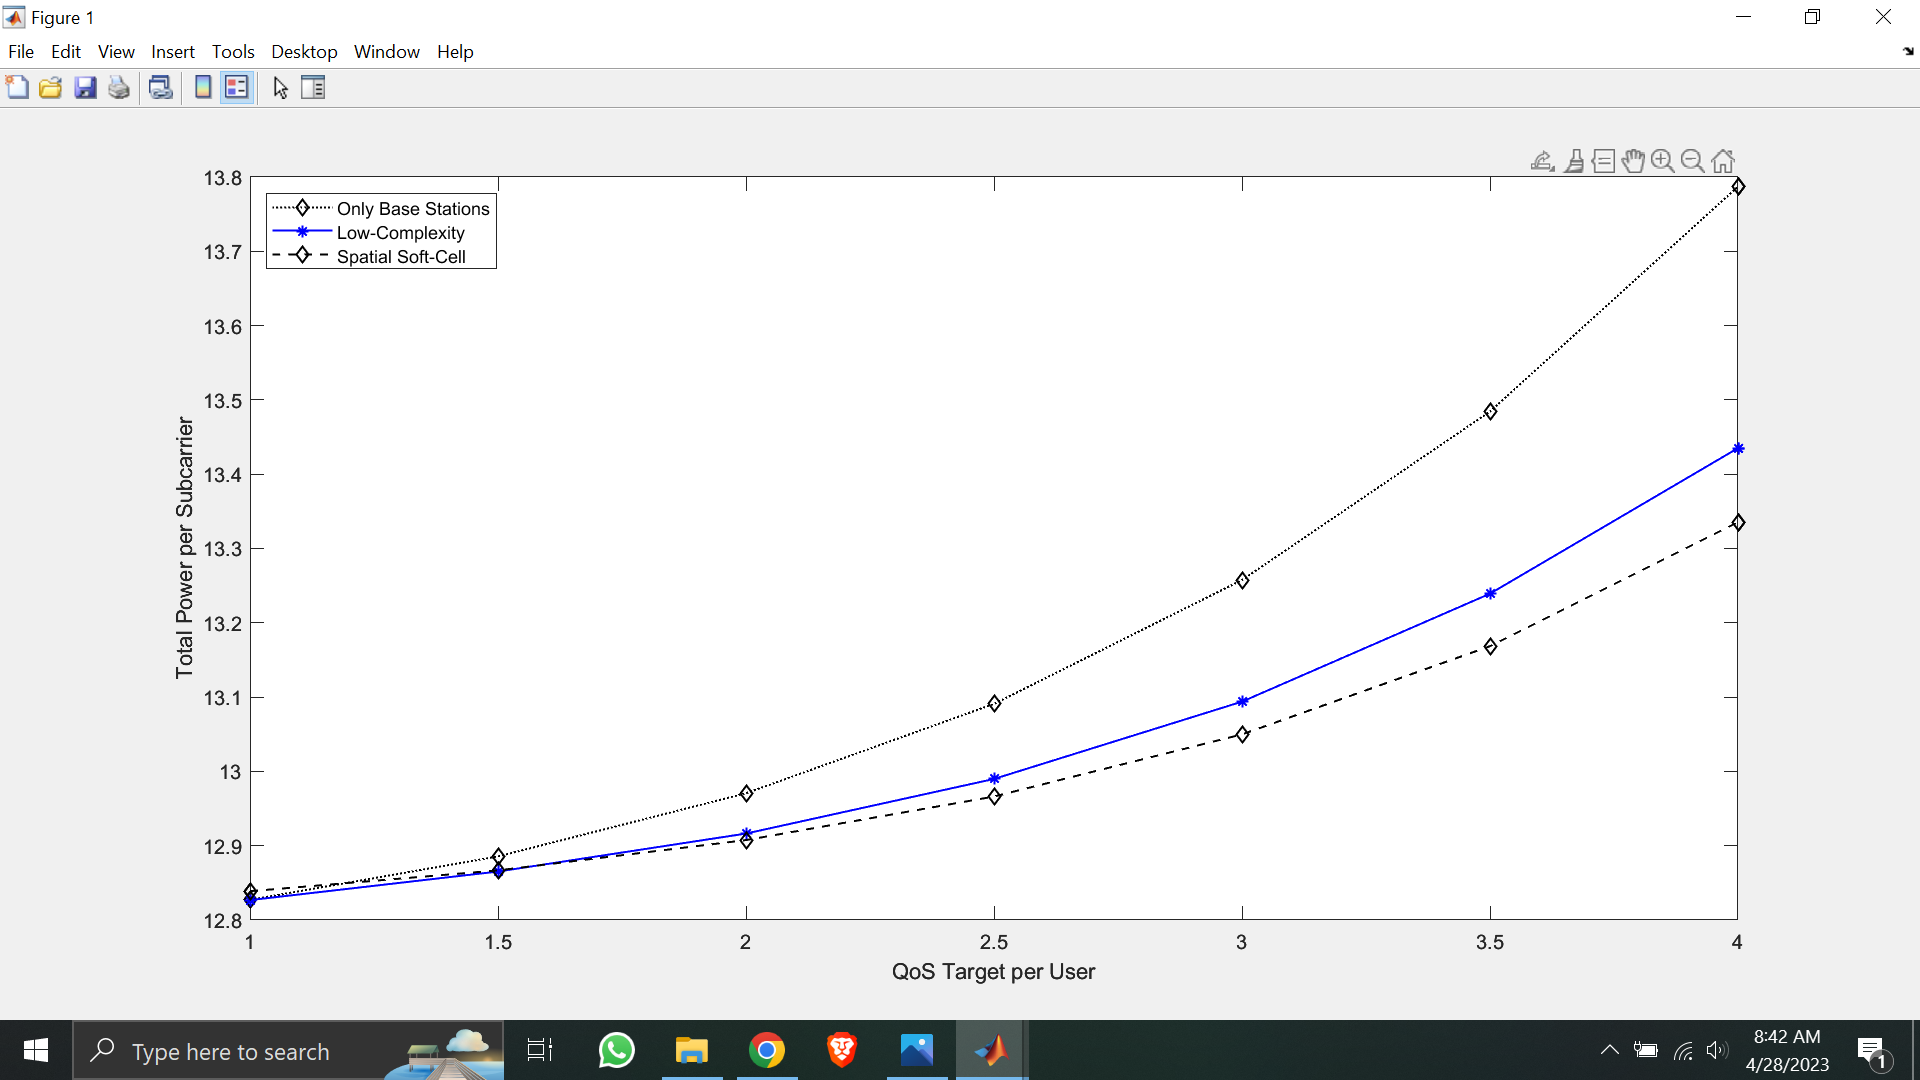 Figure 1
File Edit View Insert Tools Desktop Window Help
13.8
13.7
13.6
13.5
13.4
13.3
13.2
13.1
13
12.9
12.8
Total Power per Subcarrier
Only Base Stations
Low-Complexity
Spatial Soft-Cell
1 1.5 2 2.5 3 3.5 4
QoS Target per User
Type here to search
8:42 AM
4/28/2023
1